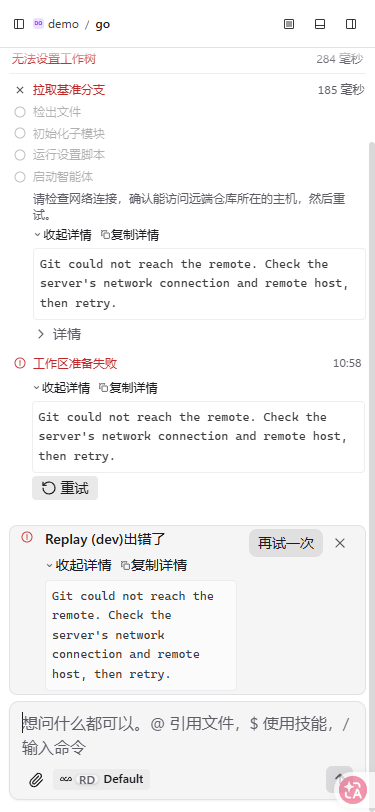 DO demo / go
无法设置工作树 284 毫秒
拉取基准分支 185 毫秒
检出文件
初始化子模块
运行设置脚本
启动智能体
请检查网络连接，确认能访问远端仓库所在的主机，然后重
试。
收起详情 复制详情
Git could not reach the remote. Check the
server's network connection and remote host,
then retry.
详情
工作区准备失败 10:58
收起详情 复制详情
Git could not reach the remote. Check the
server's network connection and remote host,
then retry.
重试
Replay (dev)出错了 再试一次
收起详情 复制详情
Git could not reach the
remote. Check the
server's network
connection and remote
host, then retry.
想问什么都可以。@ 引用文件，$ 使用技能，/
输入命令
RD Default